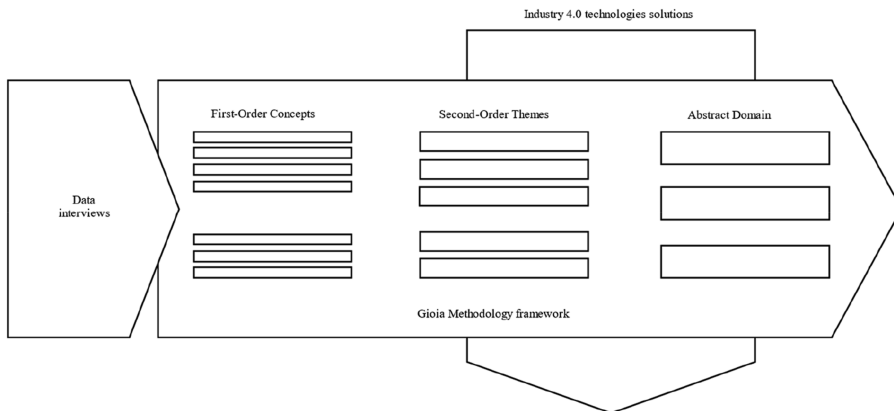 Industry 4.0 technologies solutions
First-Order Concepts
Second-Order Themes
Abstract Domain
Data
interviews
Gioia Methodology framework